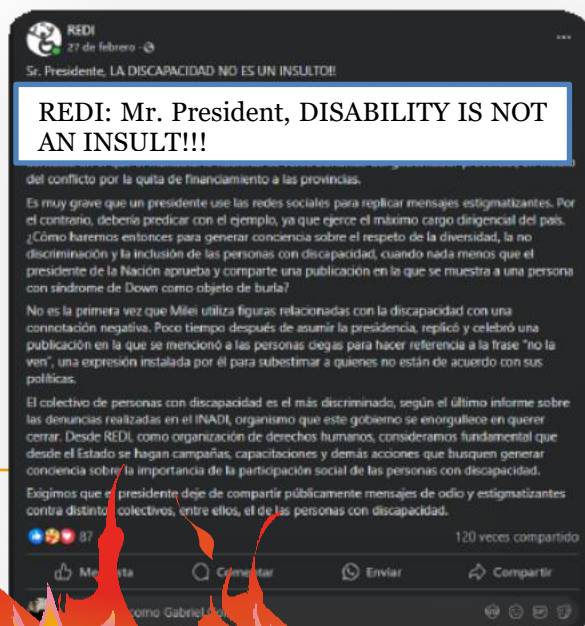 REDI
27 de febrero
Sr. Presidente, LA DISCAPACIDAD NO ES UN INSULTO!!
REDI: Mr. President, DISABILITY IS NOT
AN INSULT!!!
del conflicto por la quita de financiamiento a las provincias.
Es muy grave que un presidente use las redes sociales para replicar mensajes estigmatizantes. Por
el contrario, debería predicar con el ejemplo, ya que ejerce el máximo cargo dirigencial del país.
¿Cómo haremos entonces para generar conciencia sobre el respeto de la diversidad, la no
discriminación y la inclusión de las personas con discapacidad, cuando nada menos que el
presidente de la Nación aprueba y comparte una publicación en la que se muestra a una persona
con síndrome de Down como objeto de burla?
No es la primera vez que Milei utiliza figuras relacionadas con la discapacidad con una
connotación negativa. Poco tiempo después de asumir la presidencia, replicó y celebró una
publicación en la que se mencionó a las personas ciegas para hacer referencia a la frase "no la
ven", una expresión instalada por él para subestimar a quienes no están de acuerdo con sus
políticas.
El colectivo de personas con discapacidad es el más discriminado, según el último informe sobre
las denuncias realizadas en el INADI, organismo que este gobierno se enorgullece en querer
cerrar. Desde REDI, como organización de derechos humanos, consideramos fundamental que
desde el Estado se hagan campañas, capacitaciones y demás acciones que busquen generar
conciencia sobre la importancia de la participación social de las personas con discapacidad.
Exigimos que el presidente deje de compartir públicamente mensajes de odio y estigmatizantes
contra distintos colectivos, entre ellos, el de las personas con discapacidad.
87 120 veces compartido
Me gusta Comentar Enviar Compartir
como Gabriel